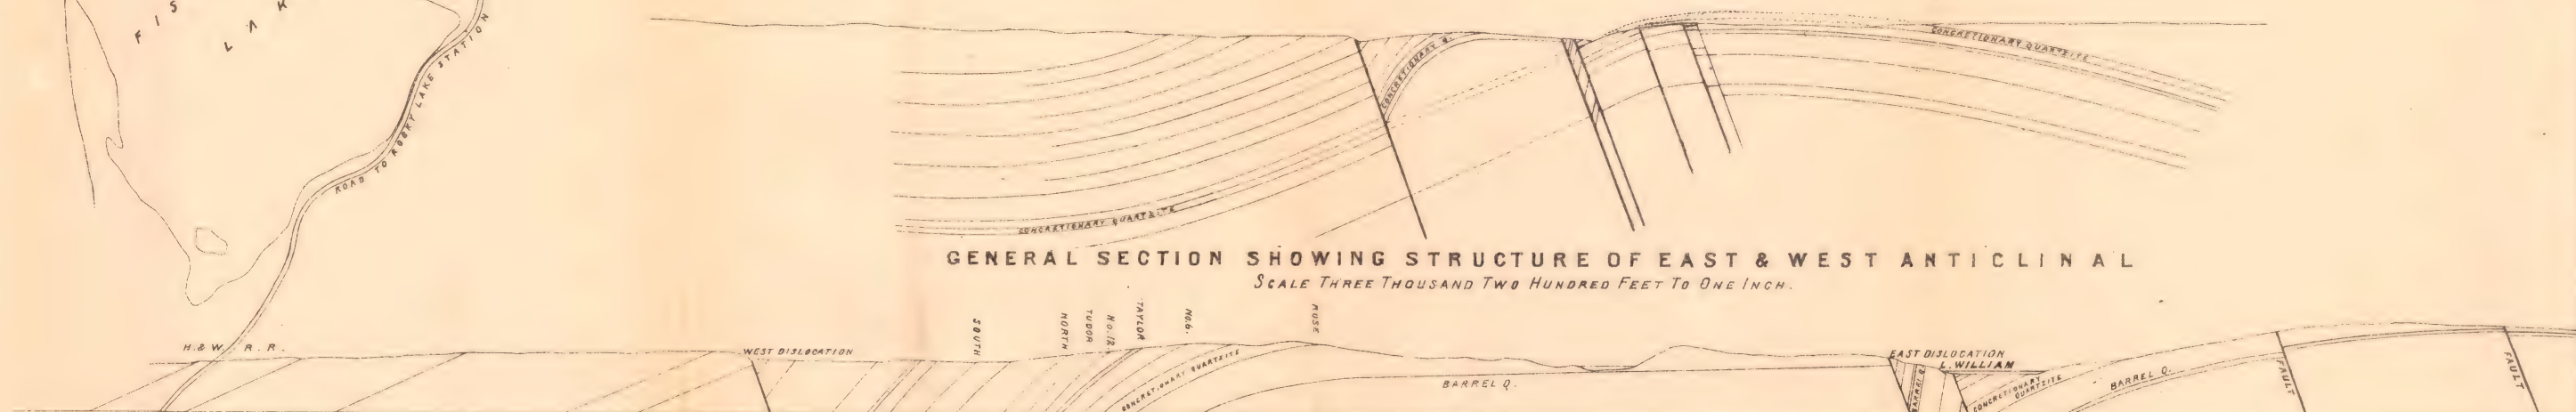 FIS
LAK
ROAD TO ROCKY LAKE STATION
CONCRETIONARY Q.
CONCRETIONARY QUARTZITE
CONCRETIONARY QUARTZITE
GENERAL SECTION SHOWING STRUCTURE OF EAST & WEST ANTICLINAL
SCALE THREE THOUSAND TWO HUNDRED FEET TO ONE INCH.
SOUTH
NORTH
TUDOR
No. 12.
TAYLOR
No. 6.
ROSE
H. & W. R. R.
WEST DISLOCATION
CONCRETIONARY QUARTZITE
BARREL Q.
EAST DISLOCATION
L. WILLIAM
BARREL Q.
CONCRETIONARY
QUARTZITE
BARREL Q.
FAULT
FAULT